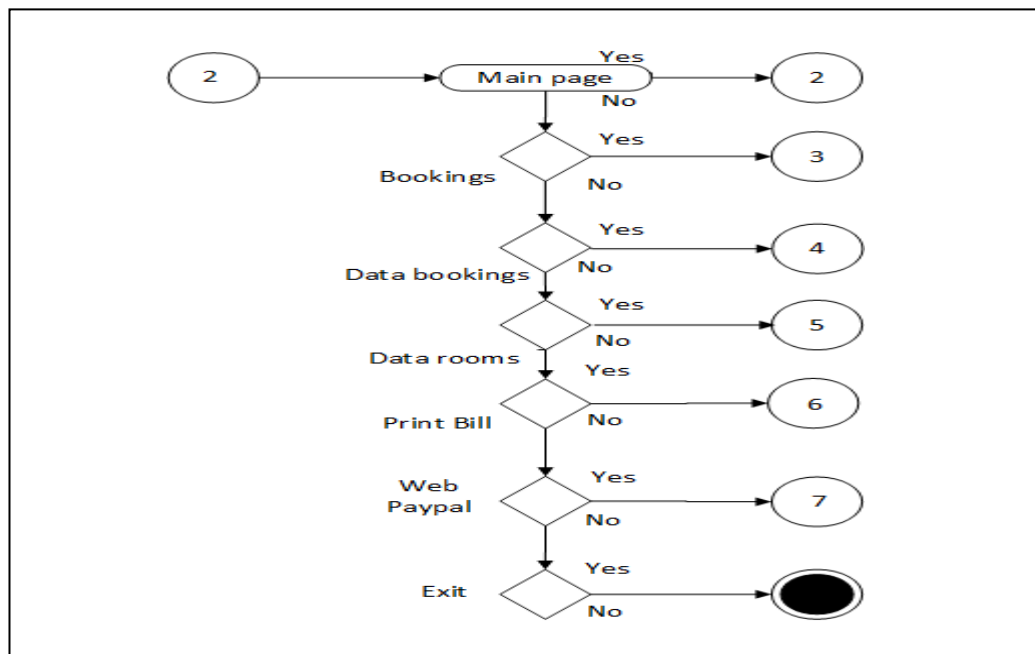 Yes
2
Main page
2
No
Yes
3
Bookings
No
Yes
4
Data bookings
No
Yes
5
Data rooms
No
Yes
6
Print Bill
No
Web
Paypal
Yes
7
No
Yes
Exit
No